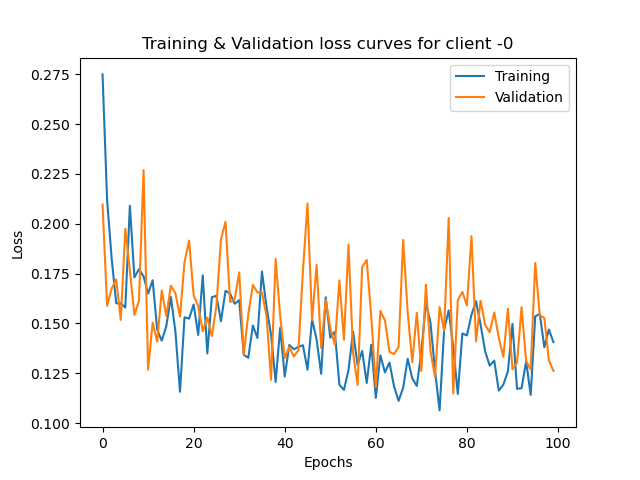 Training & Validation loss curves for client -0
Training
Validation
Loss
0.275
0.250
0.225
0.200
0.175
0.150
0.125
0.100
0
20
40
60
80
100
Epochs